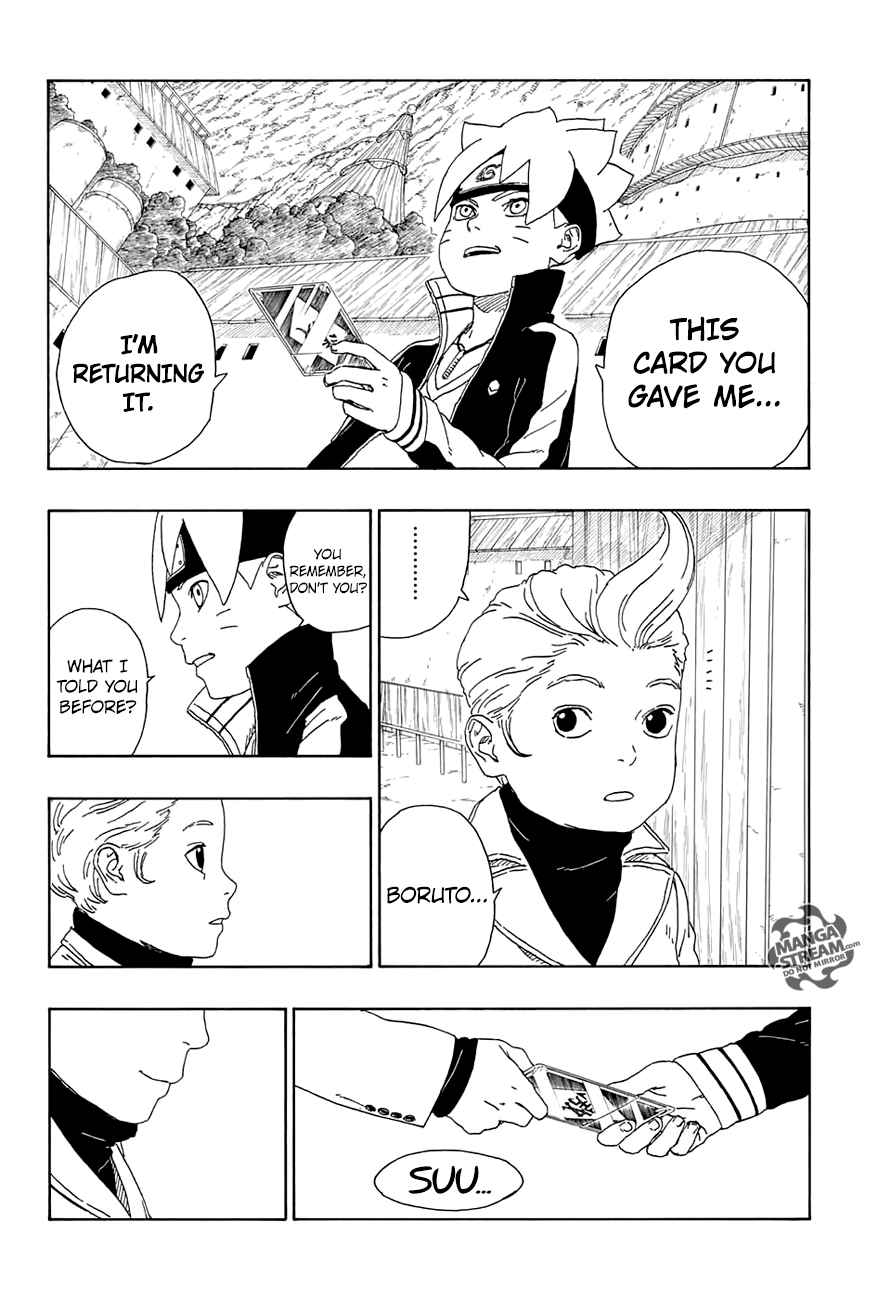 THIS
CARD YOU
GAVE ME...
I'M
RETURNING
IT.
.........
BORUTO...
YOU
REMEMBER,
DON'T YOU?
WHAT I
TOLD YOU
BEFORE?
SUU...
MANGA
STREAM.com
DO NOT MIRROR